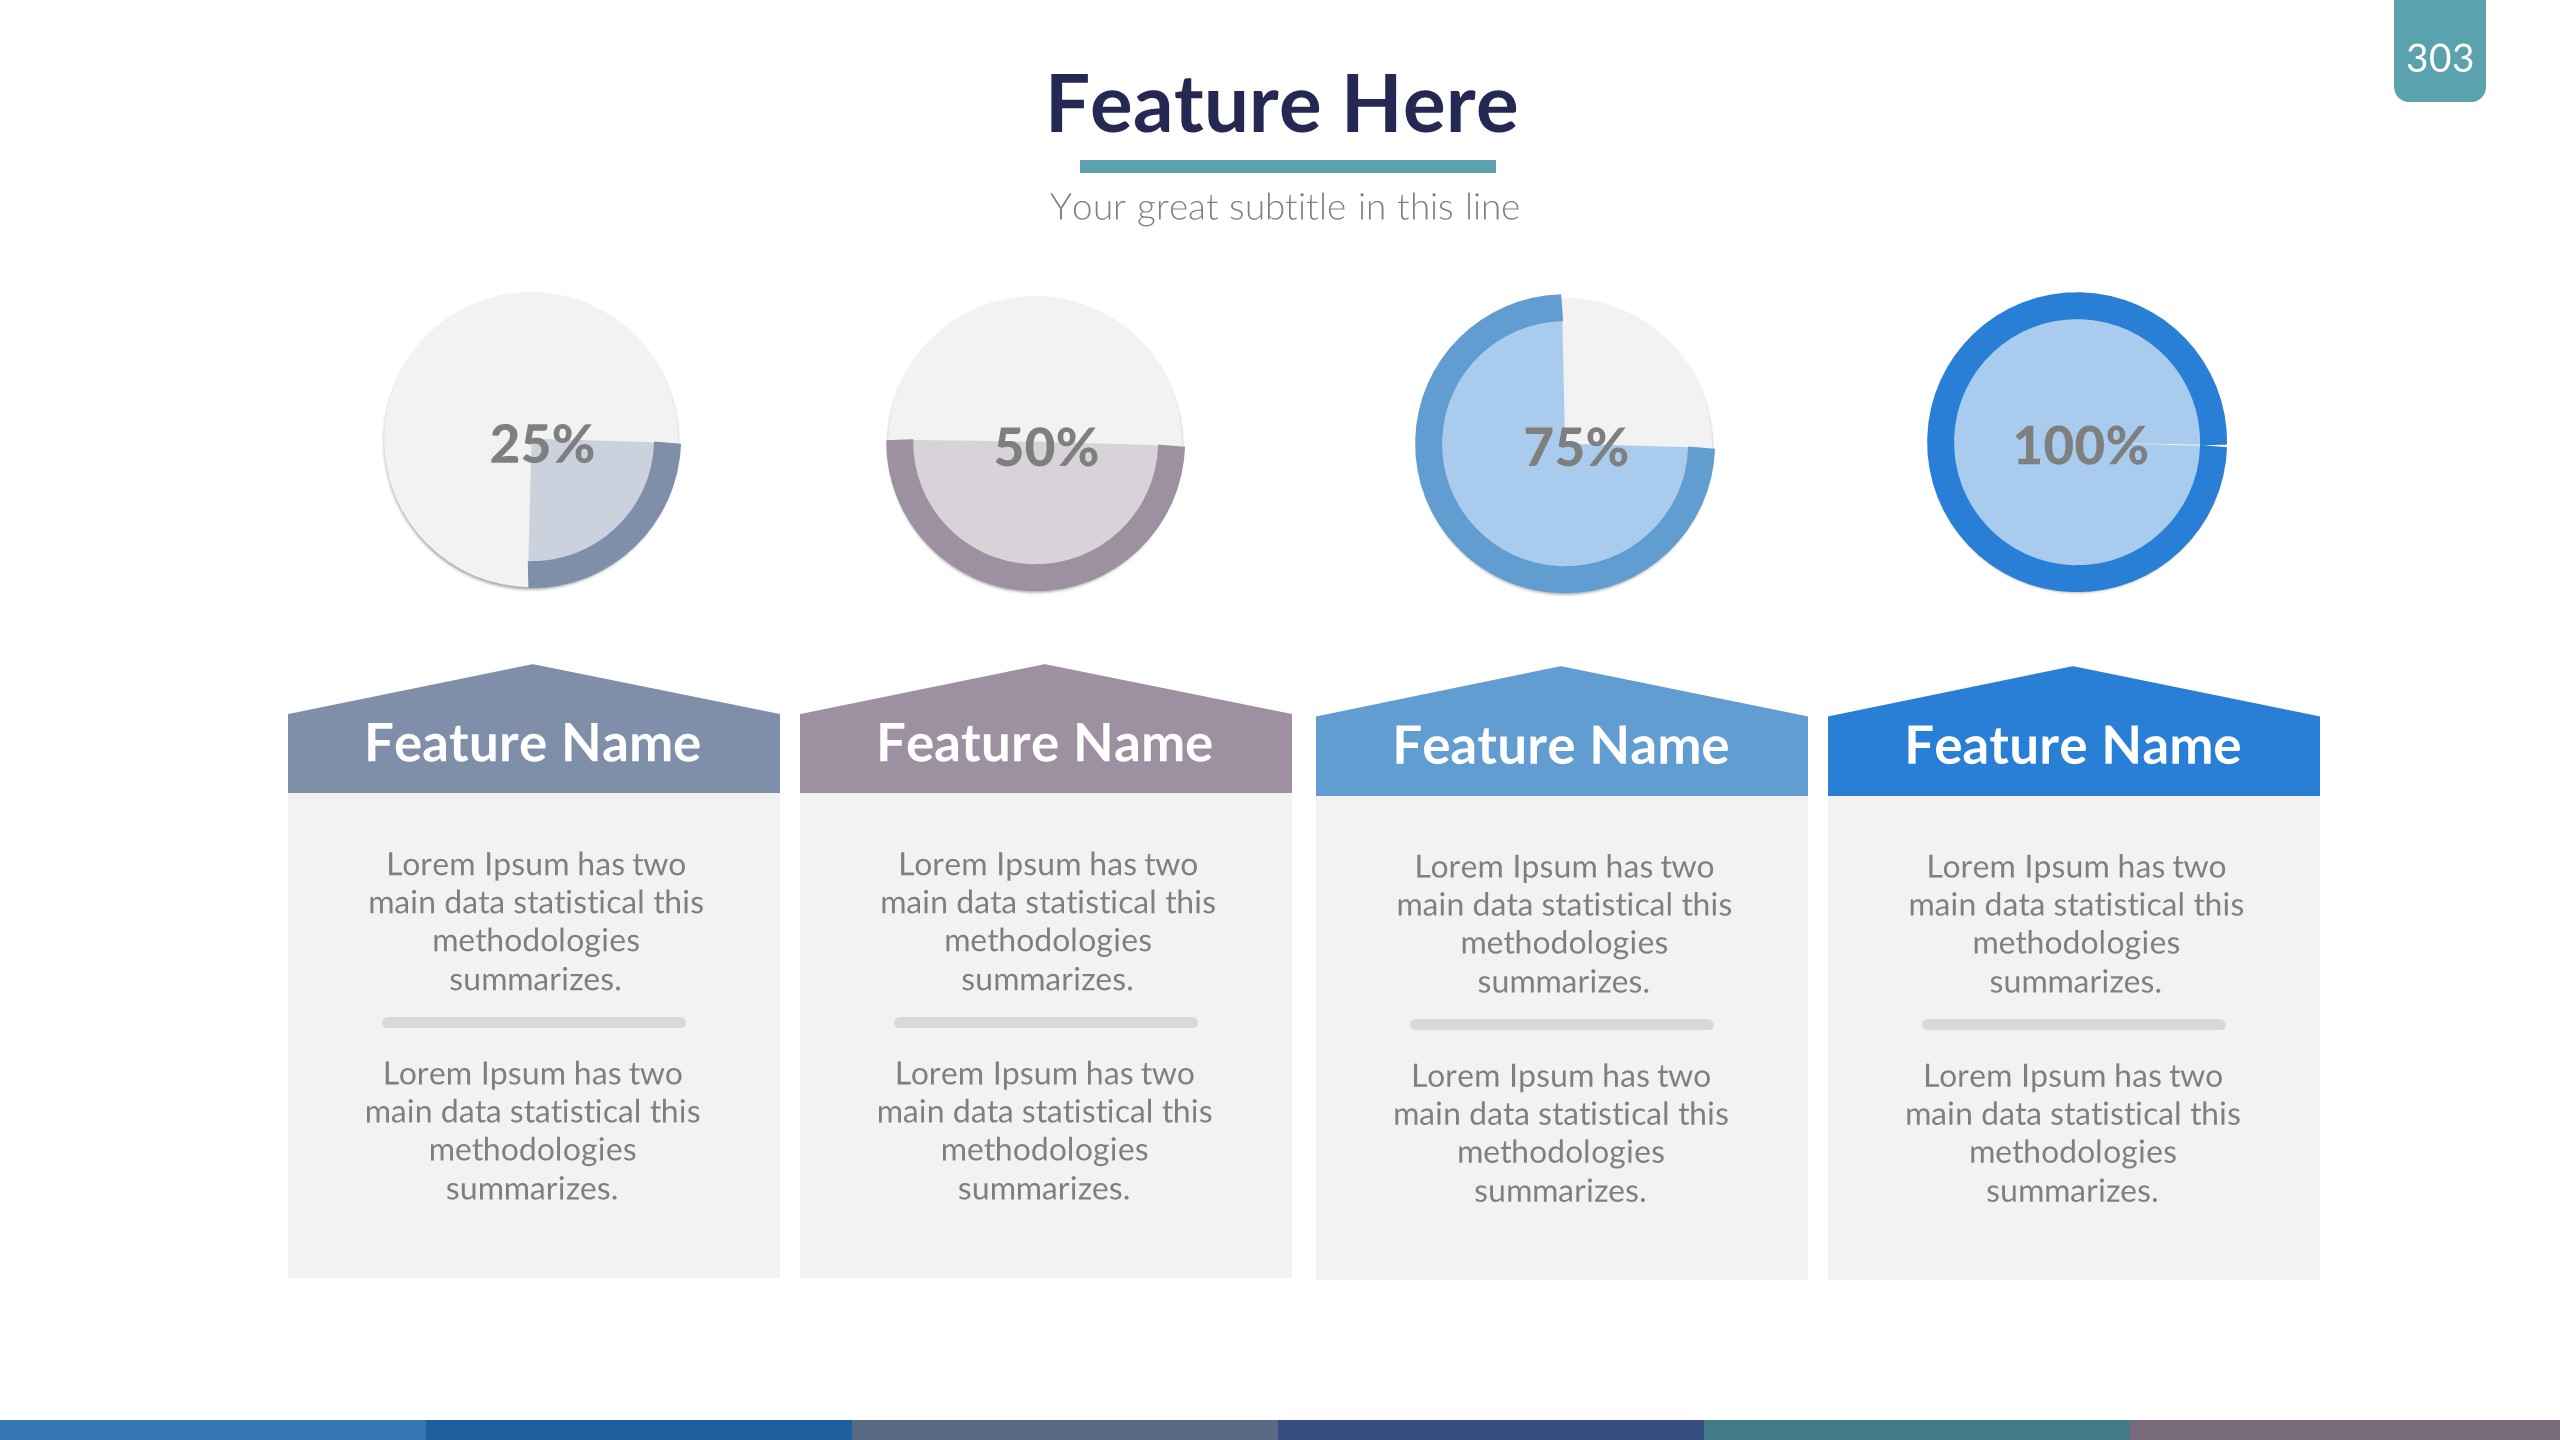 303
Feature Here
Your great subtitle in this line
25%
50%
75%
100%
Feature Name
Lorem Ipsum has two
main data statistical this
methodologies
summarizes.
Lorem Ipsum has two
main data statistical this
methodologies
summarizes.
Feature Name
Lorem Ipsum has two
main data statistical this
methodologies
summarizes.
Lorem Ipsum has two
main data statistical this
methodologies
summarizes.
Feature Name
Lorem Ipsum has two
main data statistical this
methodologies
summarizes.
Lorem Ipsum has two
main data statistical this
methodologies
summarizes.
Feature Name
Lorem Ipsum has two
main data statistical this
methodologies
summarizes.
Lorem Ipsum has two
main data statistical this
methodologies
summarizes.